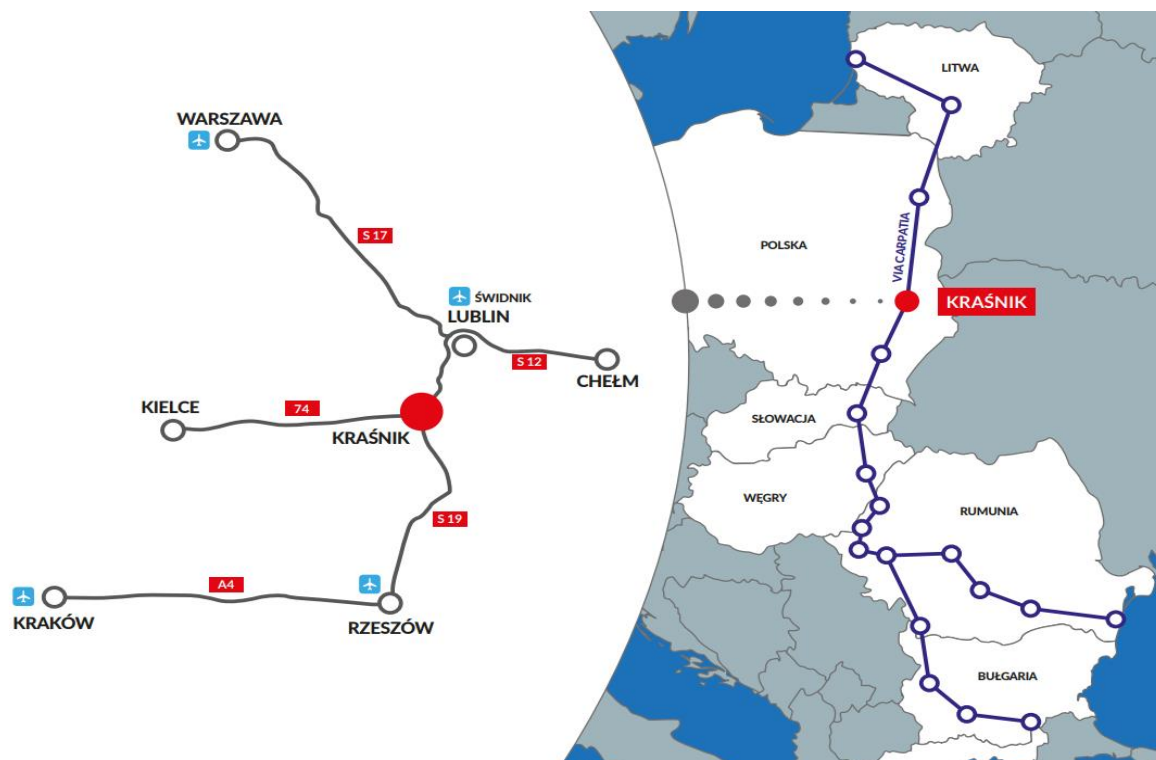 WARSZAWA
S 17
ŚWIDNIK
LUBLIN
S 12
CHEŁM
KIELCE
74
KRAŚNIK
S 19
A4
KRAKÓW
RZESZÓW
LITWA
POLSKA
VIA CARPATIA
KRAŚNIK
SŁOWACJA
WĘGRY
RUMUNIA
BUŁGARIA